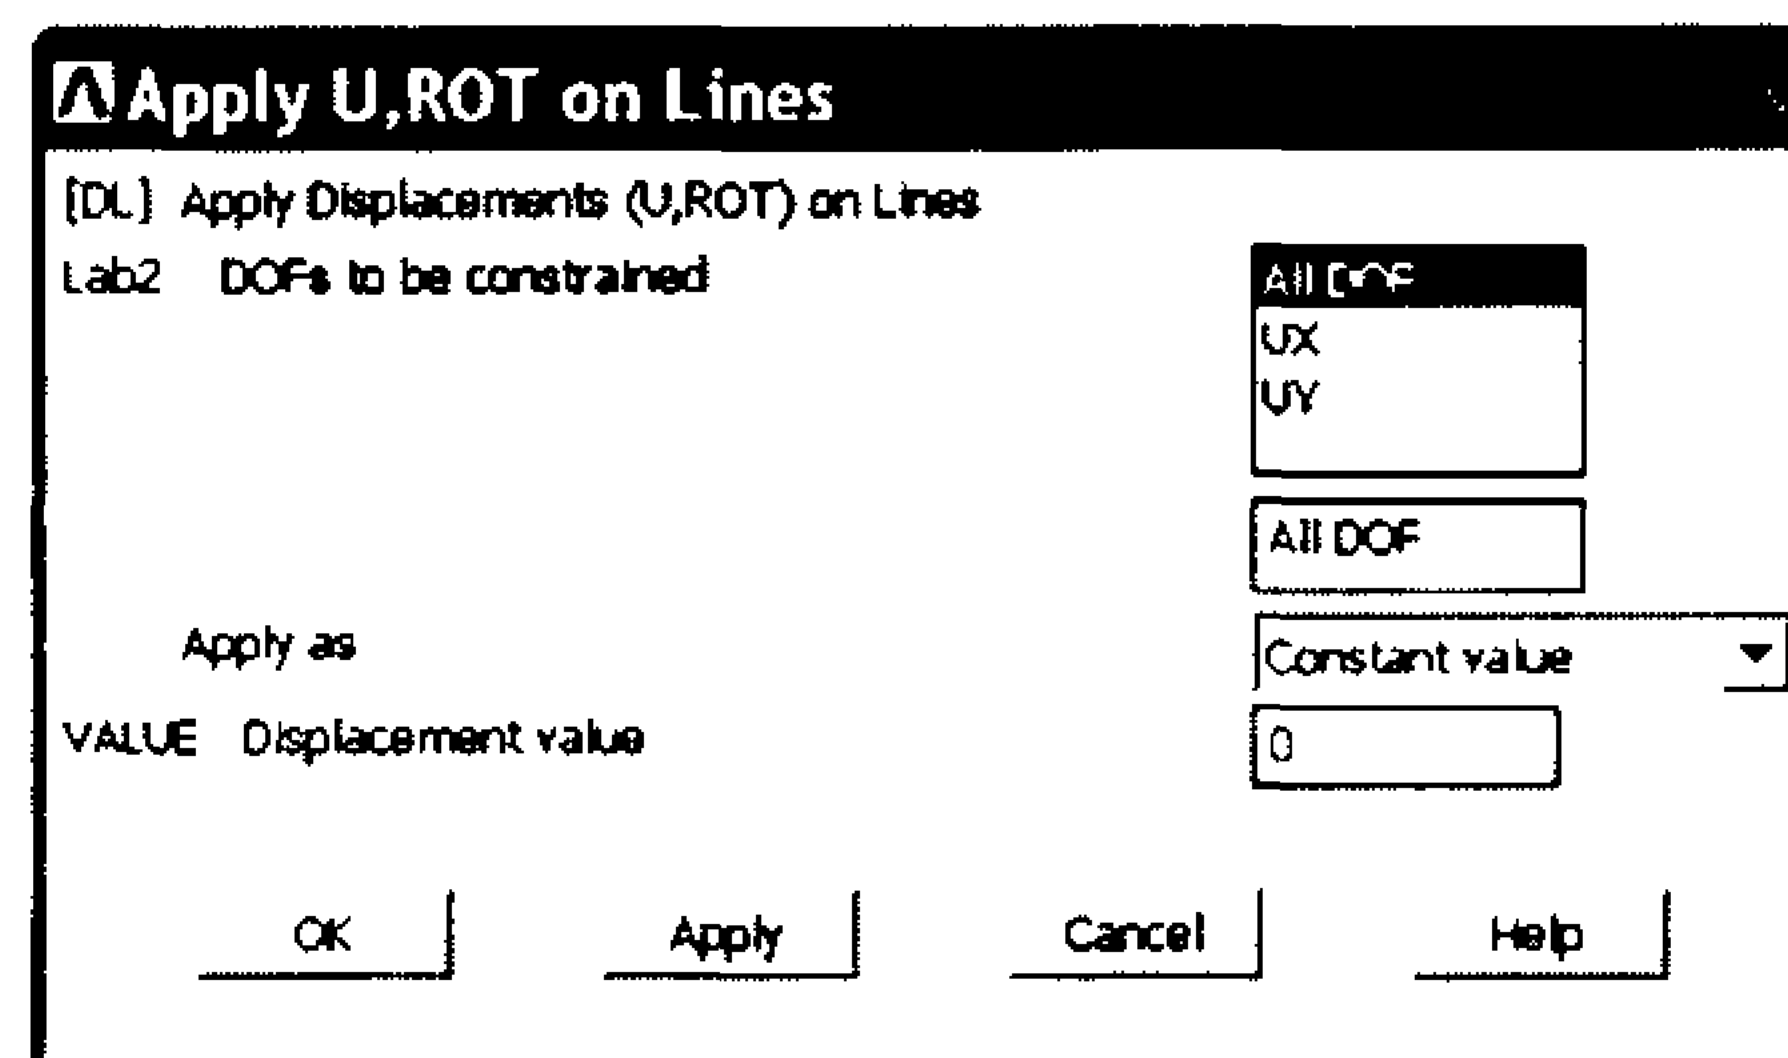 Apply U,ROT on Lines
[DL] Apply Displacements (U,ROT) on Lines
Lab2 DOFs to be constrained
All DOF
UX
UY
All DOF
Apply as
Constant value
VALUE Displacement value
0
OK
Apply
Cancel
Help